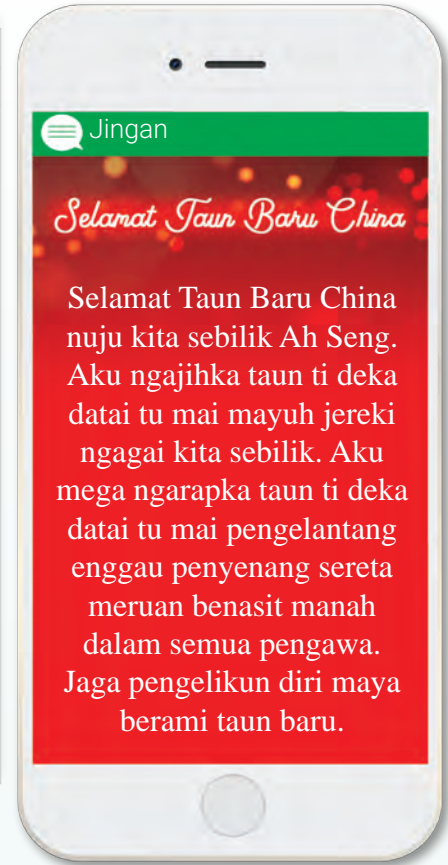 Jingan
Selamat Taun Baru China
Selamat Taun Baru China
nuju kita sebilik Ah Seng.
Aku ngajihka taun ti deka
datai tu mai mayuh jereki
ngagai kita sebilik. Aku
mega ngarapka taun ti deka
datai tu mai pengelantang
enggau penyenang sereta
meruan benasit manah
dalam semua pengawa.
Jaga pengelikun diri maya
berami taun baru.